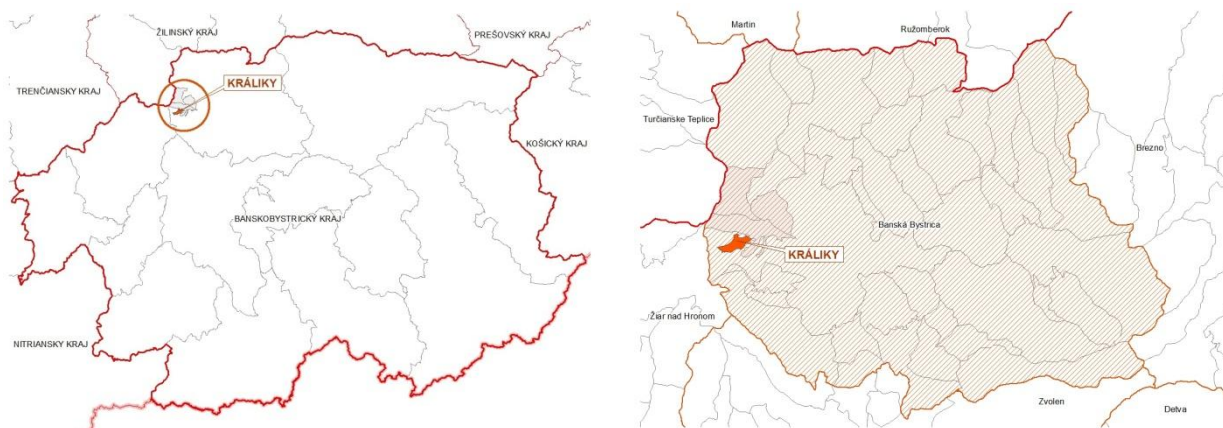 ŽILINSKÝ KRAJ
PREŠOVSKÝ KRAJ
KRÁLIKY
TRENČIANSKY KRAJ
KOŠICKÝ KRAJ
BANSKOBYSTRICKÝ KRAJ
NITRIANSKY KRAJ
Martin
Ružomberok
Turčianske Teplice
Brezno
Banská Bystrica
KRÁLIKY
Žiar nad Hronom
Zvolen
Detva